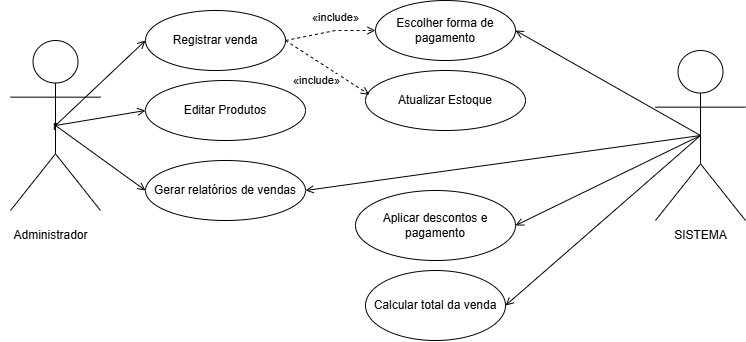 Registrar venda
«include»
Escolher forma de
pagamento
«include»
Atualizar Estoque
Editar Produtos
Gerar relatórios de vendas
Aplicar descontos e
pagamento
Administrador
SISTEMA
Calcular total da venda